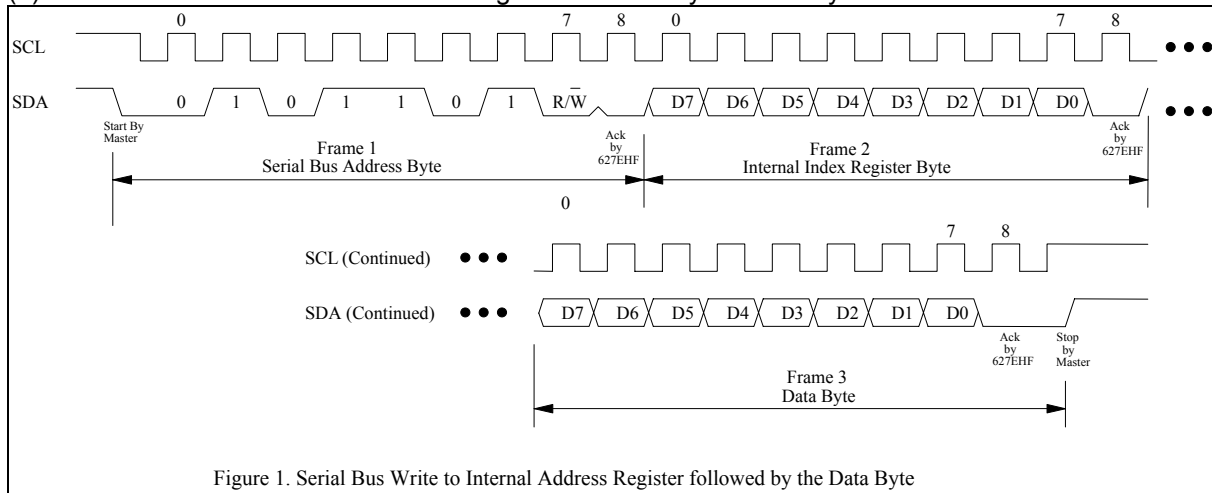 0 7 8 0 7 8
SCL
SDA 0 1 0 1 1 0 1 R/W D7 D6 D5 D4 D3 D2 D1 D0
Start By
Master
Ack
by
627EHF
Ack
by
627EHF
Frame 1
Serial Bus Address Byte
Frame 2
Internal Index Register Byte
0
7 8
SCL (Continued)
SDA (Continued) D7 D6 D5 D4 D3 D2 D1 D0
Ack
by
627EHF
Stop
by
Master
Frame 3
Data Byte
Figure 1. Serial Bus Write to Internal Address Register followed by the Data Byte